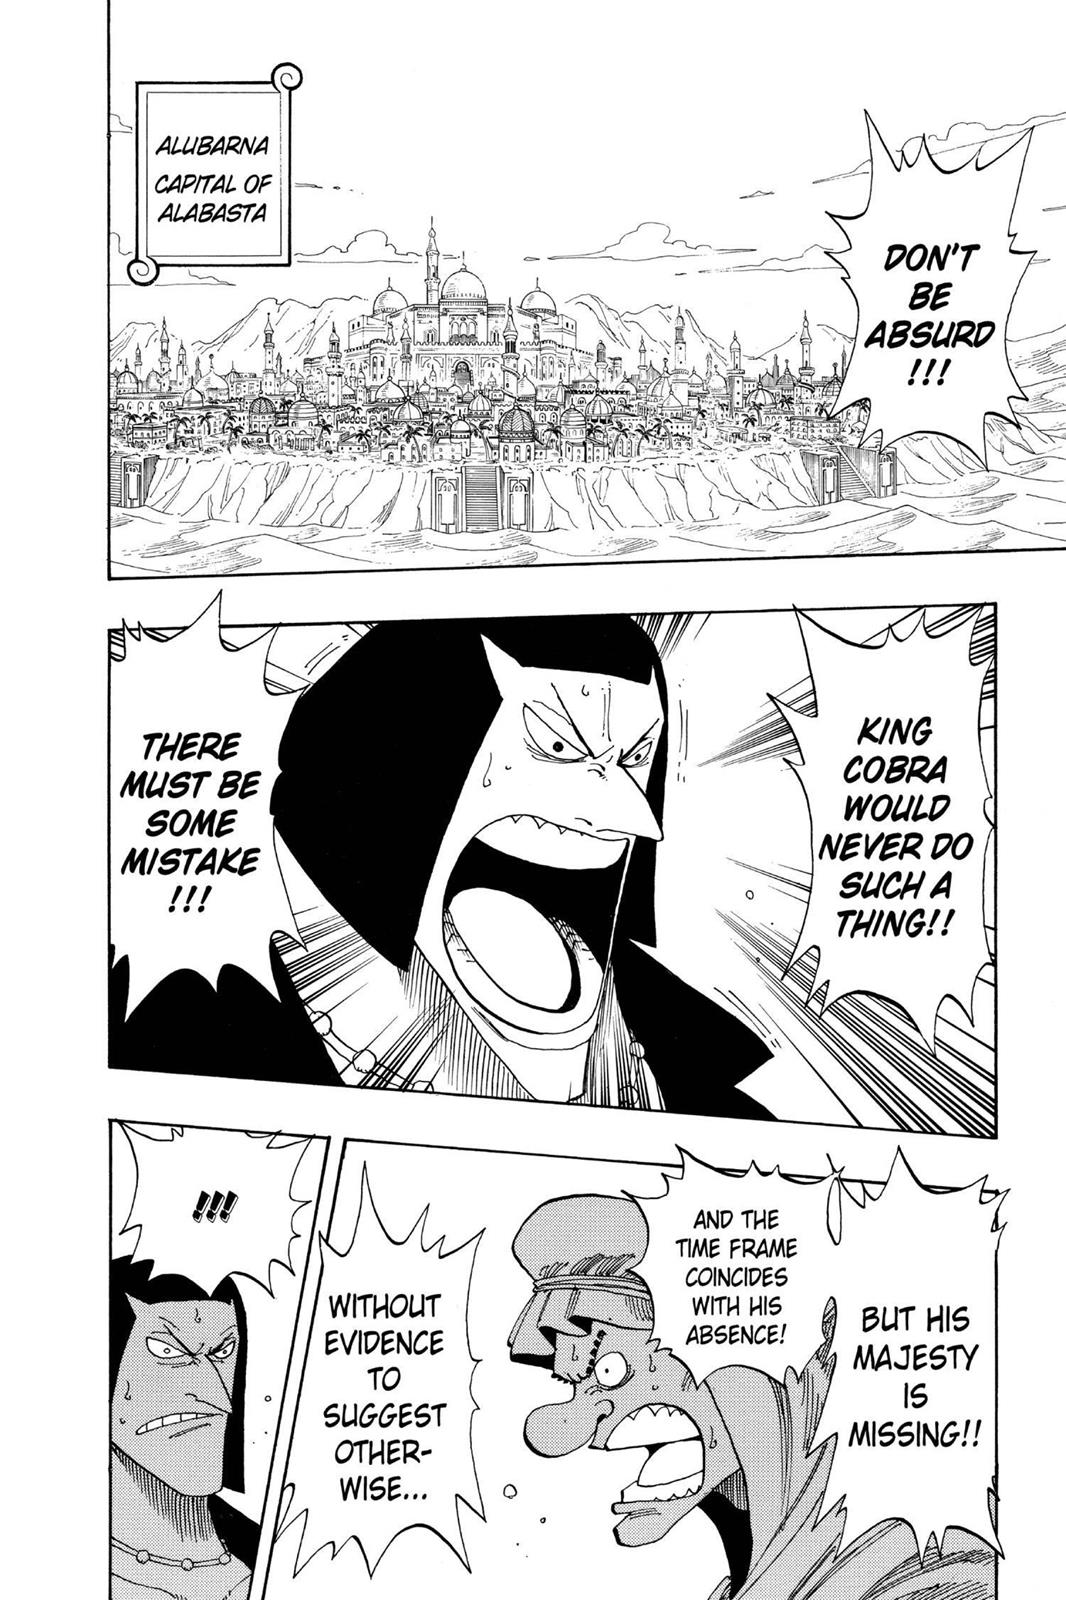 ALUBARNA
CAPITAL OF
ALABASTA
DON'T
BE
ABSURD
!!!
KING
COBRA
WOULD
NEVER DO
SUCH A
THING!!
THERE
MUST BE
SOME
MISTAKE
!!!
BUT HIS
MAJESTY
IS
MISSING!!
AND THE
TIME FRAME
COINCIDES
WITH HIS
ABSENCE!
WITHOUT
EVIDENCE
TO
SUGGEST
OTHER-
WISE...
!!!